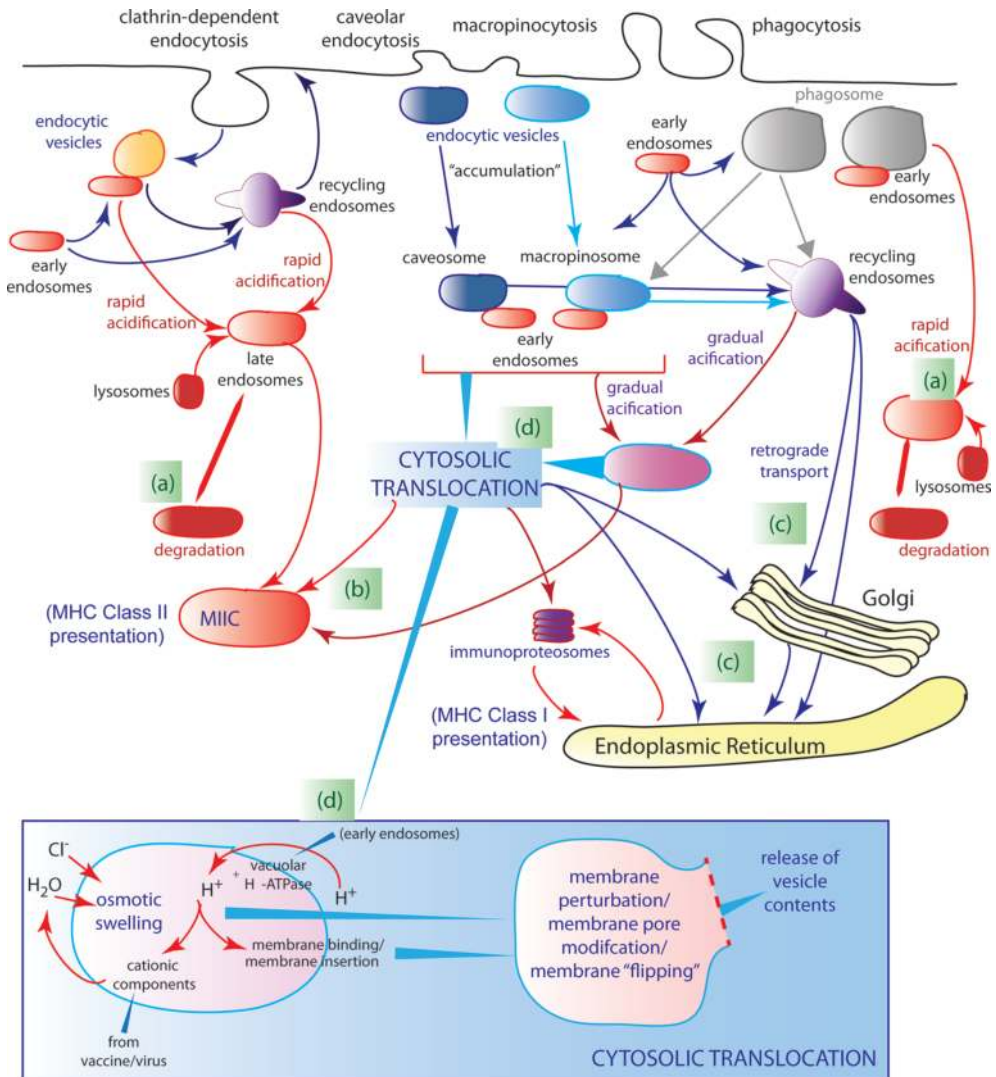 clathrin-dependent
endocytosis
caveolar
endocytosis
macropinocytosis
phagocytosis
endocytic
vesicles
early
endosomes
recycling
endosomes
rapid
acidification
rapid
acidification
late
endosomes
lysosomes
(a)
degradation
endocytic vesicles
"accumulation"
early
endosomes
phagosome
early
endosomes
caveosome
macropinosome
recycling
endosomes
early
endosomes
gradual
acification
gradual
acification
rapid
acification
(a)
lysosomes
degradation
(d)
CYTOSOLIC
TRANSLOCATION
retrograde
transport
(c)
(b)
(MHC Class II
presentation)
MIIC
immunoproteosomes
(c)
Golgi
(MHC Class I
presentation)
Endoplasmic Reticulum
(d)
(early endosomes)
Cl-
H2O
osmotic
swelling
H+
+ vacuolar
H -ATPase
H+
cationic
components
membrane binding/
membrane insertion
from
vaccine/virus
membrane
perturbation/
membrane pore
modifcation/
membrane "flipping"
release of
vesicle
contents
CYTOSOLIC TRANSLOCATION